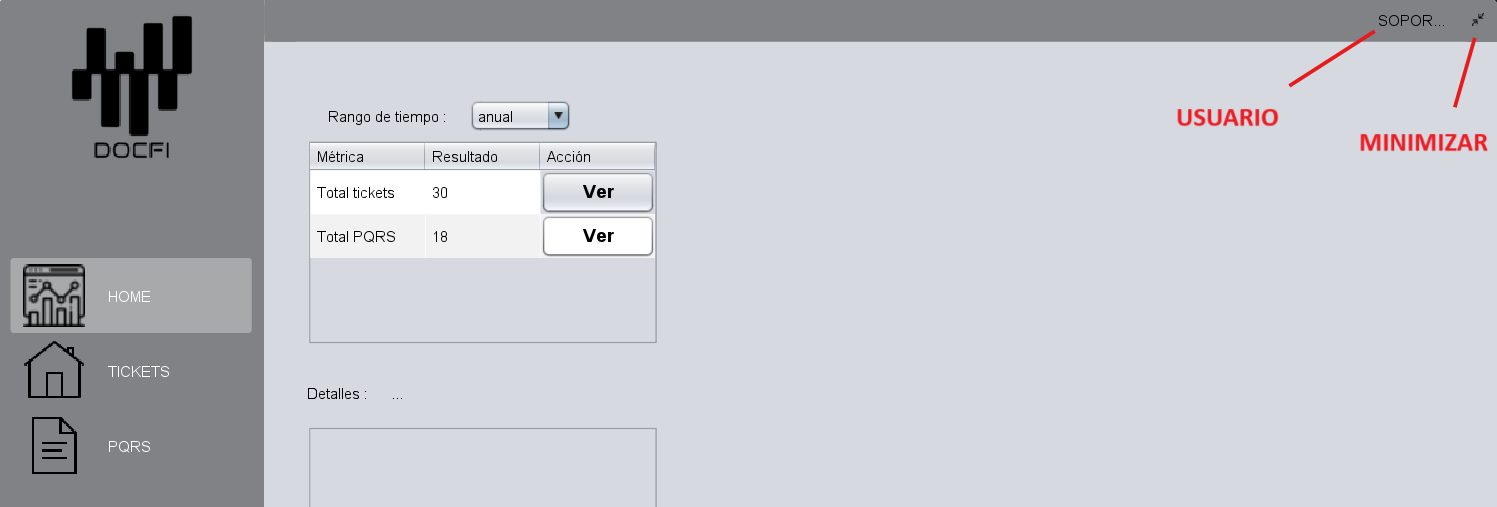 DOCFI
HOME
TICKETS
PQRS
SOPOR...
USUARIO
MINIMIZAR
Rango de tiempo : anual
Métrica Resultado Acción
Total tickets 30 Ver
Total PQRS 18 Ver
Detalles : ...